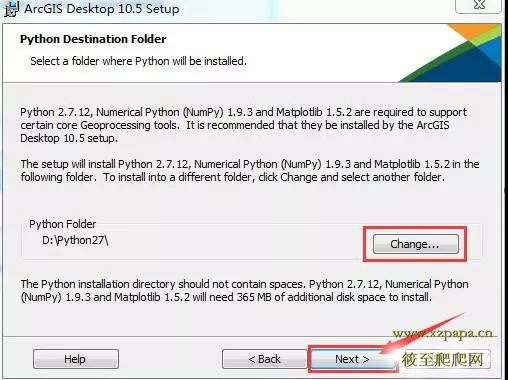 ArcGIS Desktop 10.5 Setup
Python Destination Folder
Select a folder where Python will be installed.
Python 2.7.12, Numerical Python (NumPy) 1.9.3 and Matplotlib 1.5.2 are required to support
certain core Geoprocessing tools. It is recommended that they be installed by the ArcGIS
Desktop 10.5 setup.
The setup will install Python 2.7.12, Numerical Python (NumPy) 1.9.3 and Matplotlib 1.5.2 in the
following folder. To install into a different folder, click Change and select another folder.
Python Folder
D:\Python27\
Change...
The Python installation directory should not contain spaces. Python 2.7.12, Numerical Python
(NumPy) 1.9.3 and Matplotlib 1.5.2 will need 365 MB of additional disk space to install.
www.xzpapa.cn
Help
< Back
Next >
筱爸爬爬网